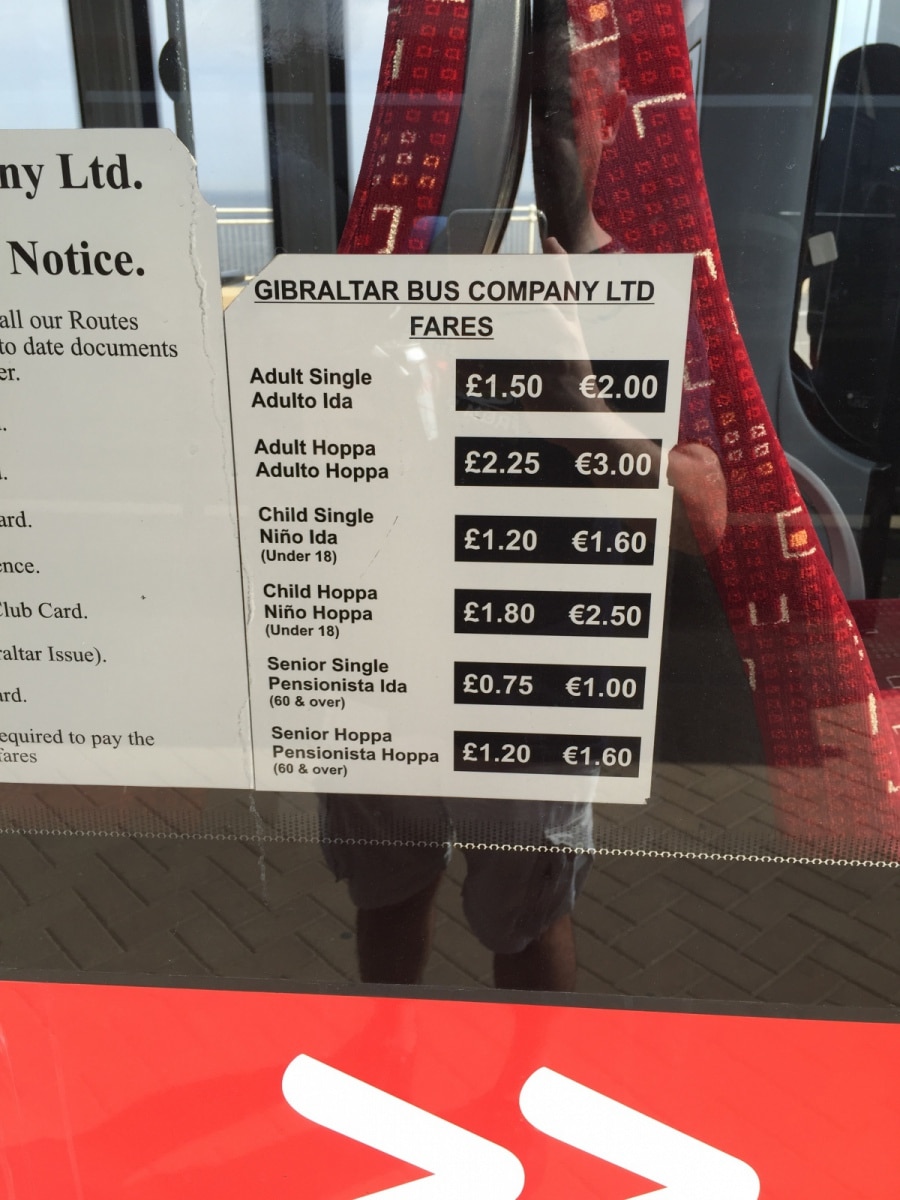 ny Ltd.
Notice.
all our Routes
to date documents
er.
ard.
ence.
Club Card.
raltar Issue).
ard.
equired to pay the
fares
GIBRALTAR BUS COMPANY LTD
FARES
Adult Single
Adulto Ida
£1.50 €2.00
Adult Hoppa
Adulto Hoppa
£2.25 €3.00
Child Single
Niño Ida
(Under 18)
£1.20 €1.60
Child Hoppa
Niño Hoppa
(Under 18)
£1.80 €2.50
Senior Single
Pensionista Ida
(60 & over)
£0.75 €1.00
Senior Hoppa
Pensionista Hoppa
(60 & over)
£1.20 €1.60